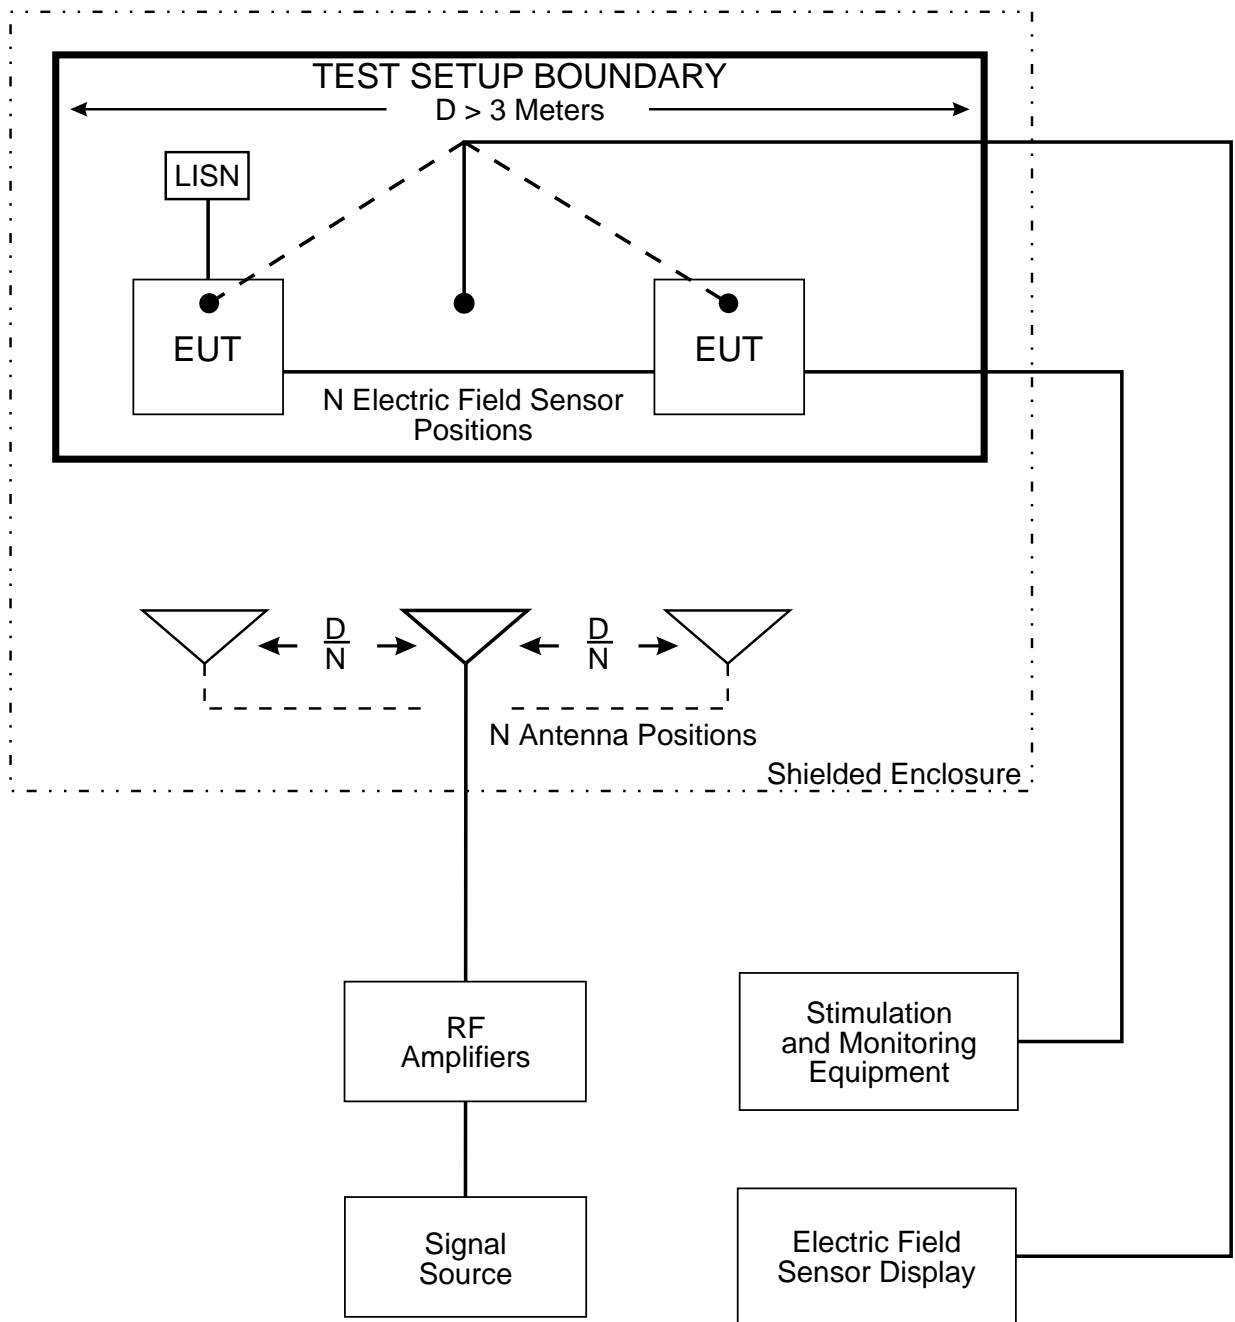 TEST SETUP BOUNDARY
D > 3 Meters
LISN
EUT
EUT
N Electric Field Sensor
Positions
D
N
D
N
N Antenna Positions
Shielded Enclosure
RF
Amplifiers
Stimulation
and Monitoring
Equipment
Signal
Source
Electric Field
Sensor Display